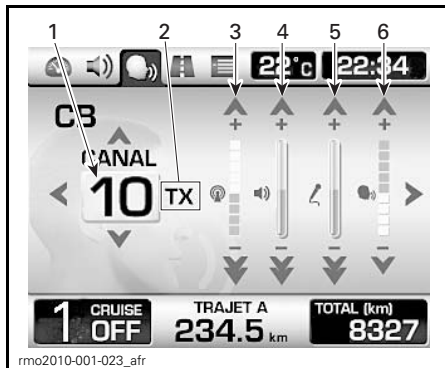 1 2 3 4 5 6
22°c 22:34
CB
CANAL
10 TX
+ + + +
− − − −
1 CRUISE OFF
TRAJET A
234.5 km
TOTAL (km)
8327
rmo2010-001-023_afr